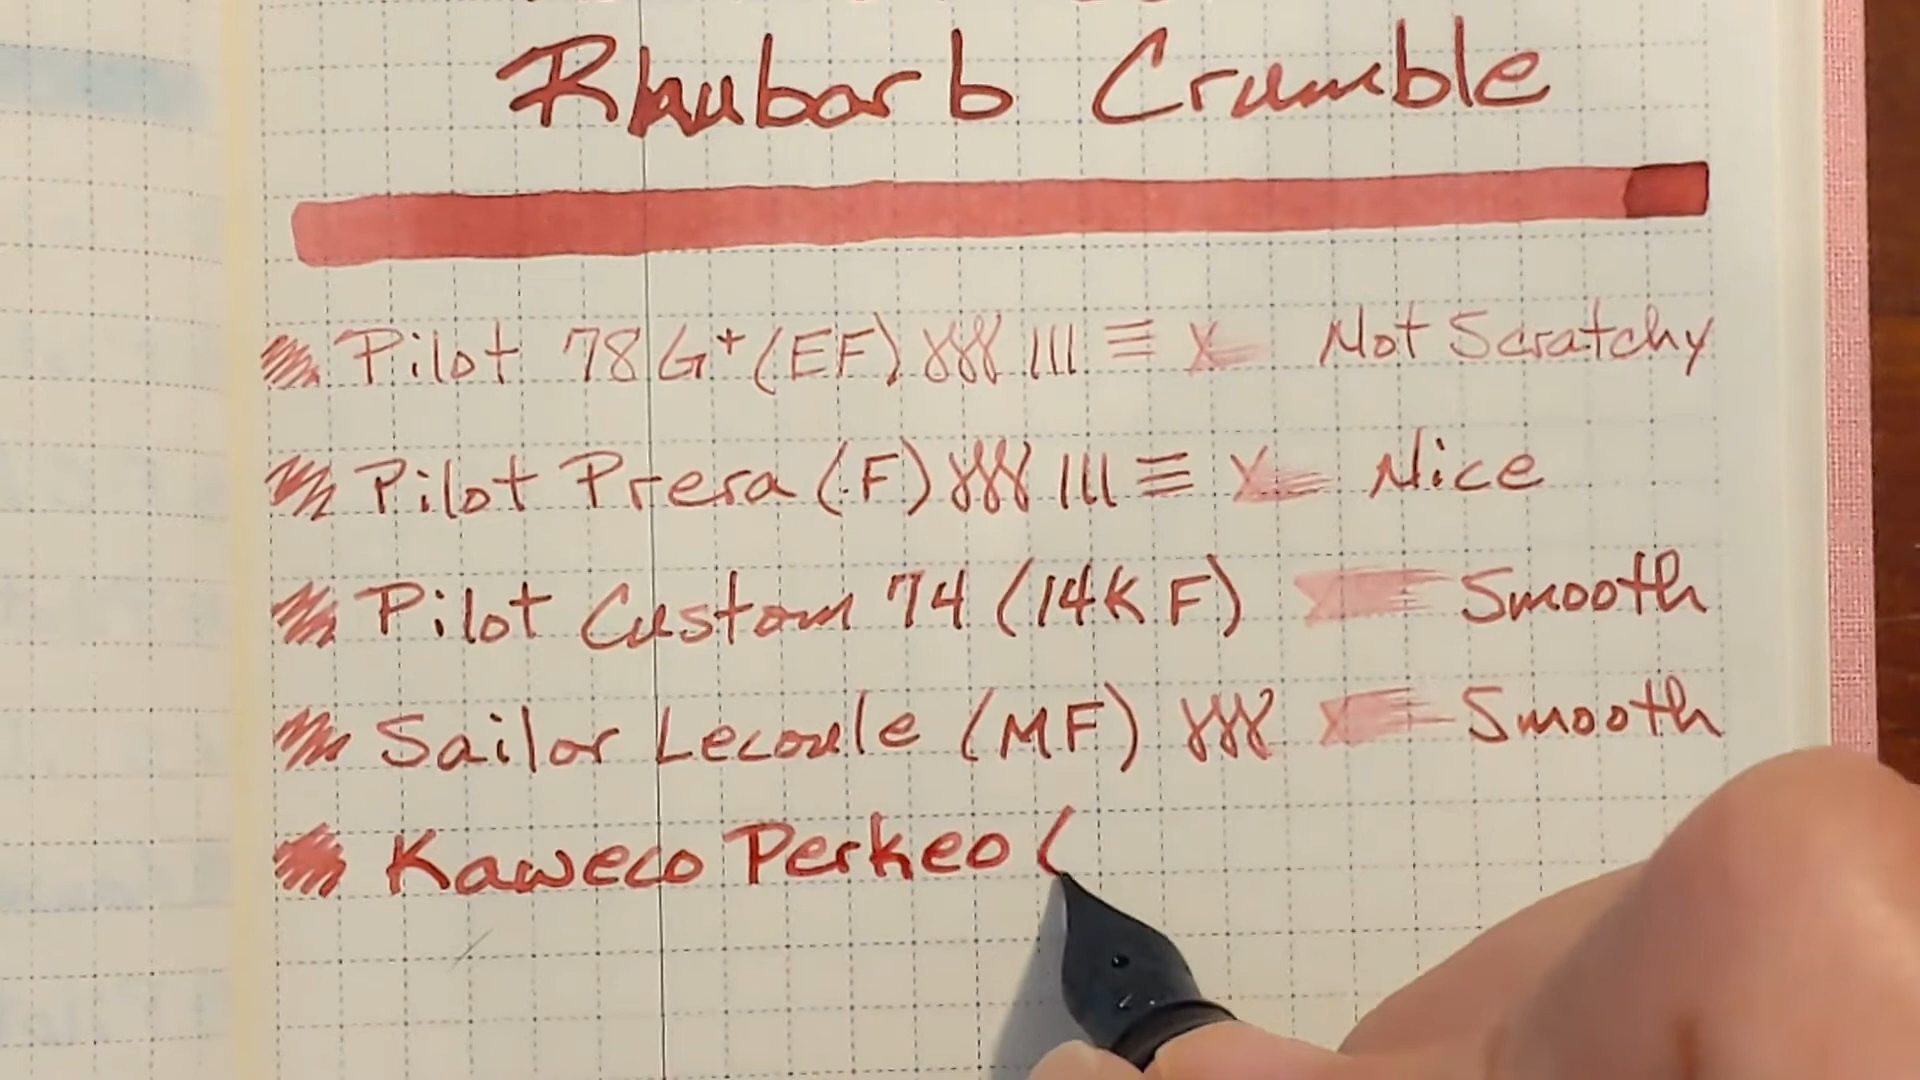 Rhubarb Crumble
Pilot 78G+ (EF) Not Scratchy
Pilot Prera (F) Nice
Pilot Custom 74 (14K F) Smooth
Sailor Lecoule (MF) Smooth
Kaweco Perkeo (